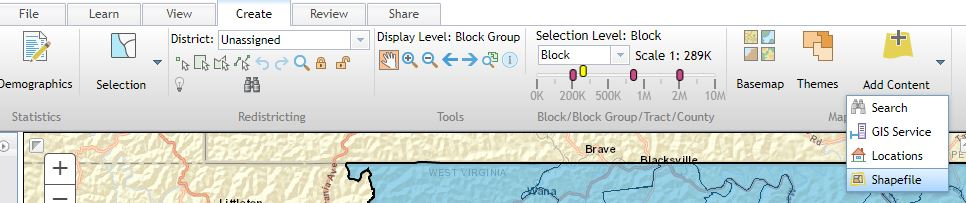 File Learn View Create Review Share
District: Unassigned
Display Level: Block Group
Selection Level: Block
Block Scale 1: 289K
0K 200K 500K 1M 2M 10M
Demographics Selection Basemap Themes Add Content
Statistics Redistricting Tools Block/Block Group/Tract/County
Search
GIS Service
Locations
Shapefile
Brave
Blacksville
WEST VIRGINIA
Wana
Littleton